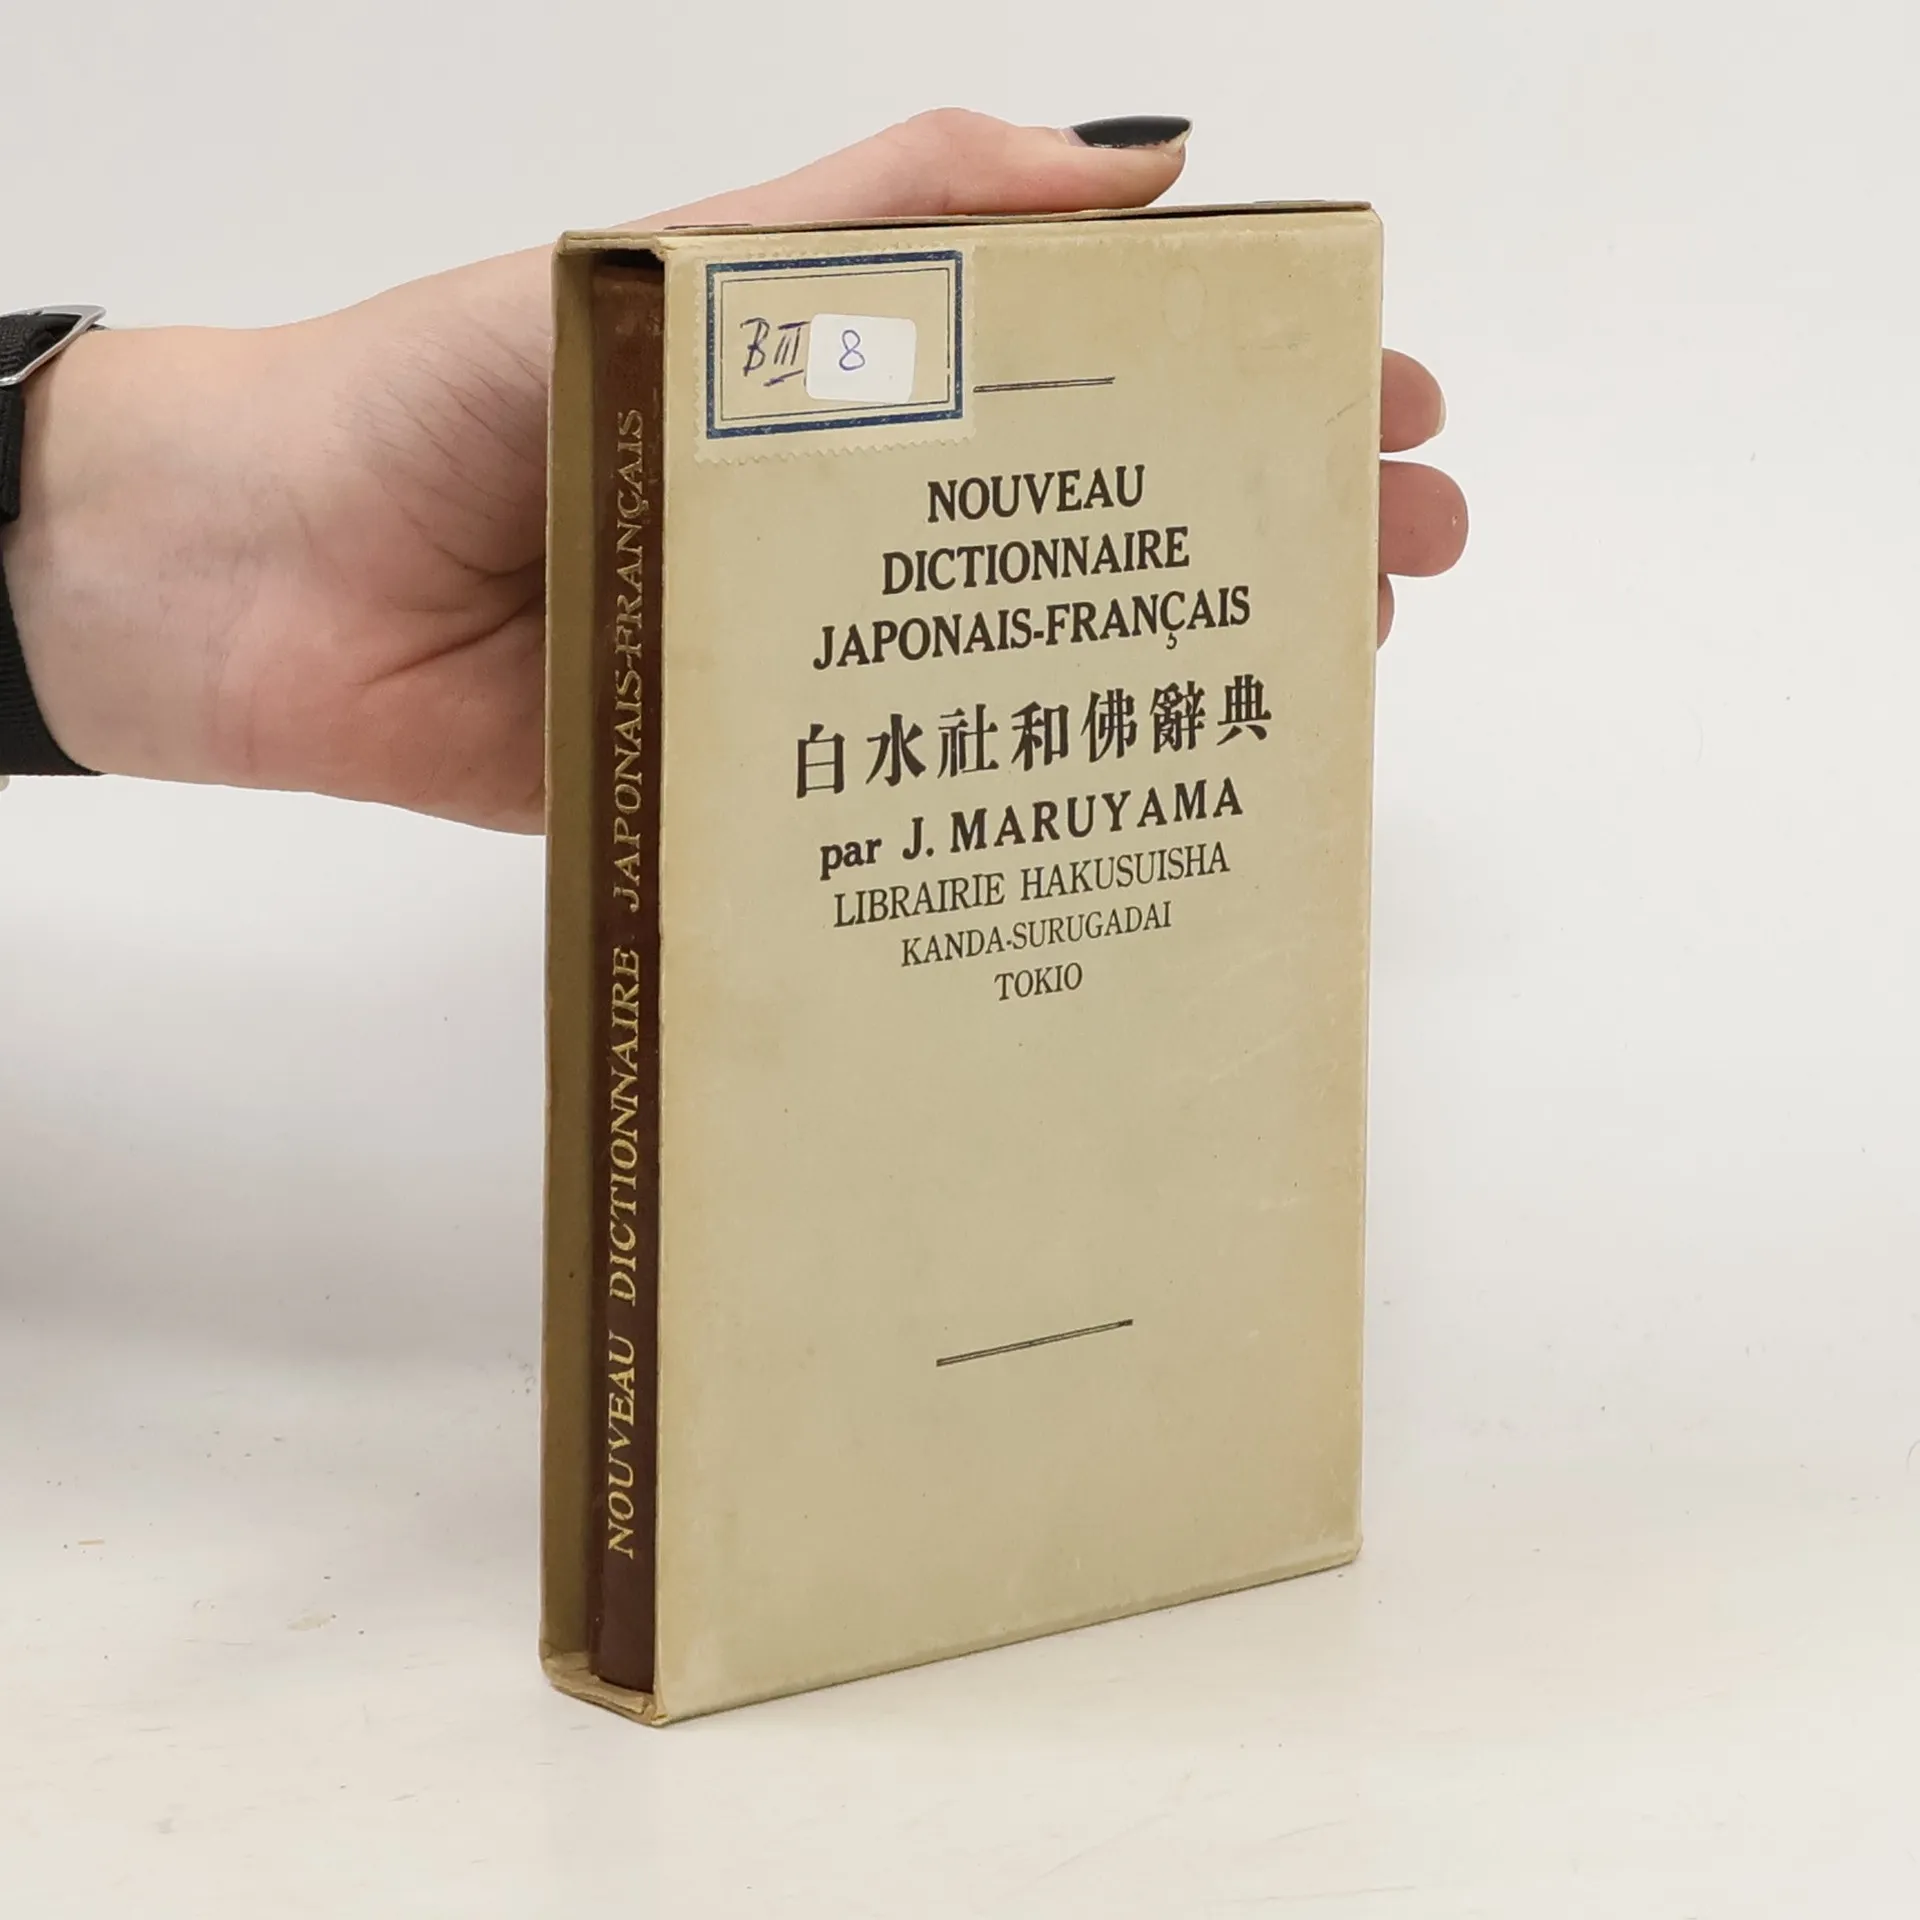 BIII 8
NOUVEAU
DICTIONNAIRE
JAPONAIS-FRANÇAIS
白水社和佛辭典
par J. MARUYAMA
LIBRAIRIE HAKUSUISHA
KANDA-SURUGADAI
TOKIO
NOUVEAU DICTIONNAIRE JAPONAIS-FRANÇAIS